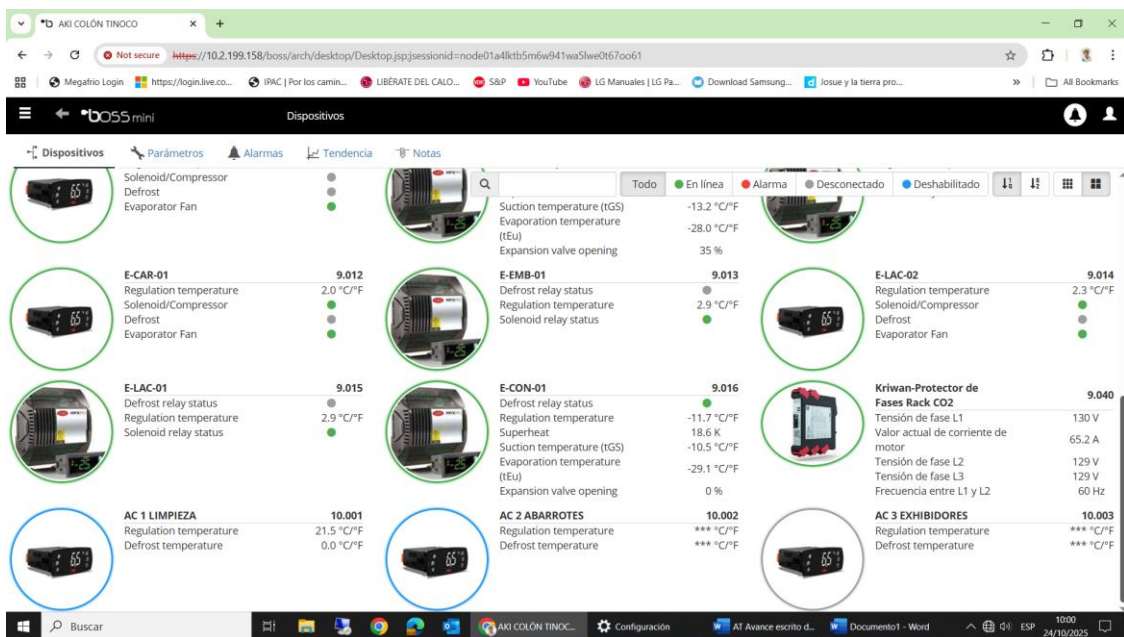 AKI COLÓN TINOCO
Not secure https://10.2.199.158/boss/arch/desktop/Desktop.jsp;jsessionid=node01a4lktb5m6w941wa5lwe0t67oo61
Megafrio Login https://login.live.co... IPAC | Por los camin... LIBÉRATE DEL CALO... S&P YouTube LG Manuales | LG Pa... Download Samsung... Josue y la tierra pro... » All Bookmarks
boss mini Dispositivos
Dispositivos Parámetros Alarmas Tendencia Notas
Todo En línea Alarma Desconectado Deshabilitado
Solenoid/Compressor
Defrost
Evaporator Fan
Suction temperature (tGS) -13.2 °C/°F
Evaporation temperature (tEu) -28.0 °C/°F
Expansion valve opening 35 %
E-CAR-01 9.012
Regulation temperature 2.0 °C/°F
Solenoid/Compressor
Defrost
Evaporator Fan
E-EMB-01 9.013
Defrost relay status
Regulation temperature 2.9 °C/°F
Solenoid relay status
E-LAC-02 9.014
Regulation temperature 2.3 °C/°F
Solenoid/Compressor
Defrost
Evaporator Fan
E-LAC-01 9.015
Defrost relay status
Regulation temperature 2.9 °C/°F
Solenoid relay status
E-CON-01 9.016
Defrost relay status
Regulation temperature -11.7 °C/°F
Superheat 18.6 K
Suction temperature (tGS) -10.5 °C/°F
Evaporation temperature (tEu) -29.1 °C/°F
Expansion valve opening 0 %
Kriwan-Protector de
Fases Rack CO2 9.040
Tensión de fase L1 130 V
Valor actual de corriente de
motor 65.2 A
Tensión de fase L2 129 V
Tensión de fase L3 129 V
Frecuencia entre L1 y L2 60 Hz
AC 1 LIMPIEZA 10.001
Regulation temperature 21.5 °C/°F
Defrost temperature 0.0 °C/°F
AC 2 ABARROTES 10.002
Regulation temperature *** °C/°F
Defrost temperature *** °C/°F
AC 3 EXHIBIDORES 10.003
Regulation temperature *** °C/°F
Defrost temperature *** °C/°F
Buscar AKI COLÓN TINOC... Configuración AT Avance escrito d... Documento1 - Word ESP 10:00
24/10/2025